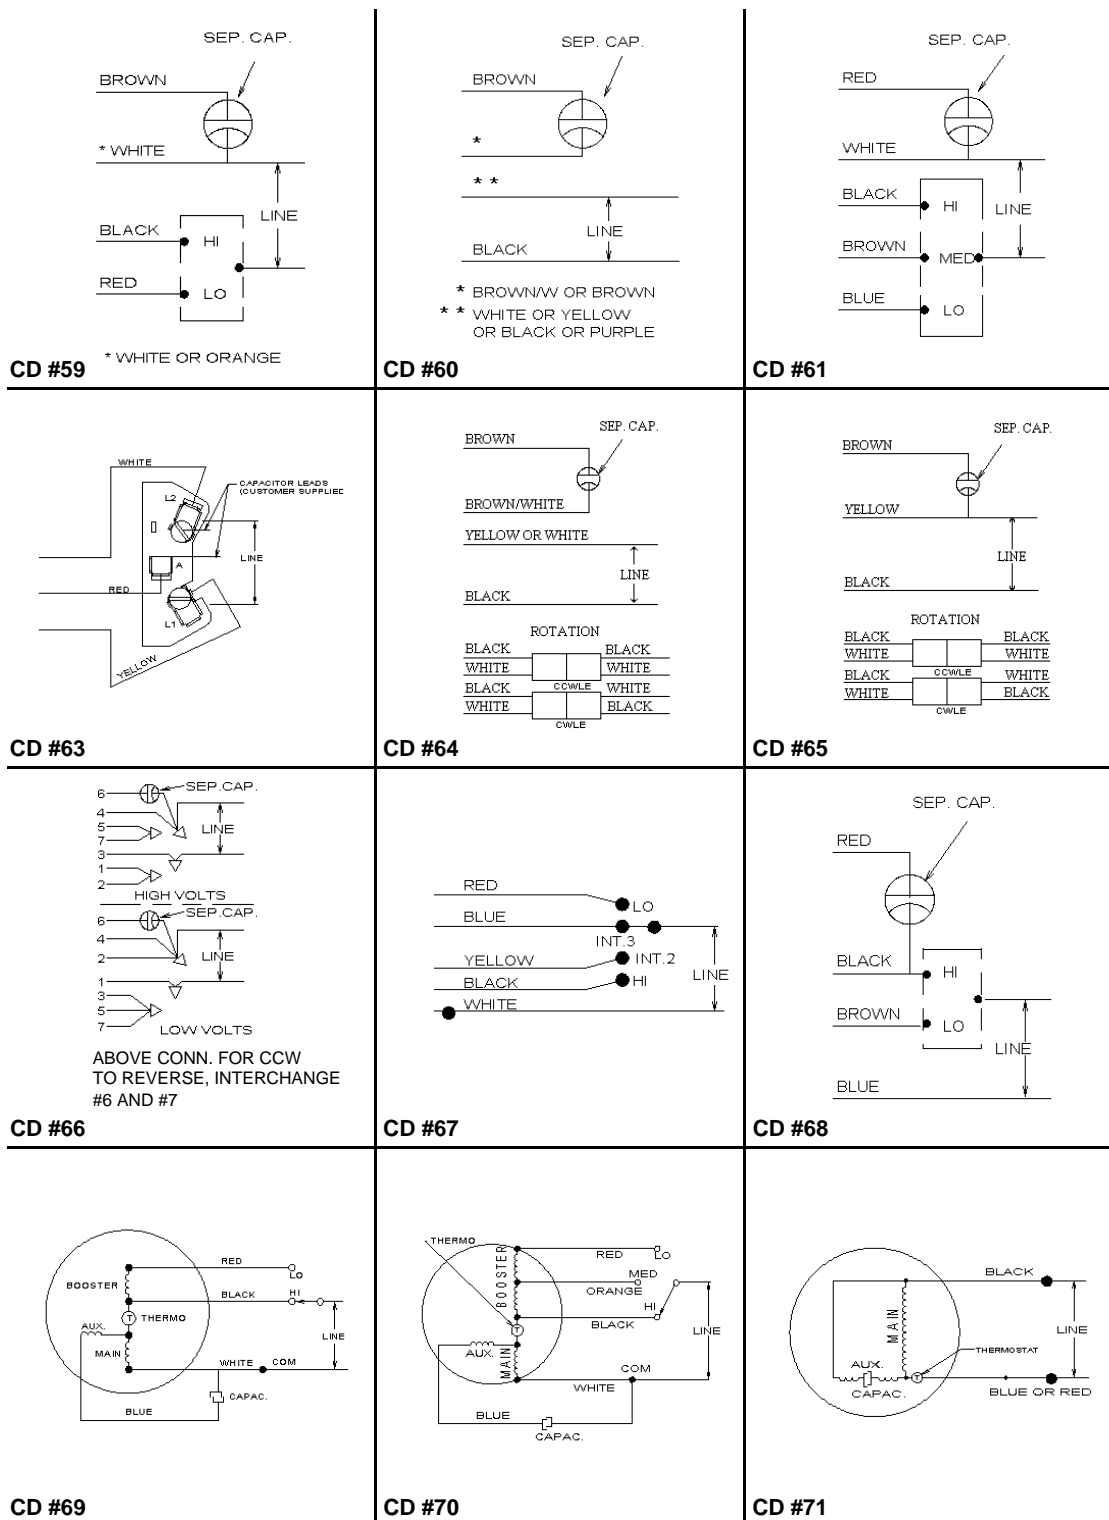 SEP. CAP.
BROWN
* WHITE
LINE
BLACK
HI
RED
LO
* WHITE OR ORANGE
CD #59
SEP. CAP.
BROWN
*
* *
LINE
BLACK
* BROWN/W OR BROWN
* * WHITE OR YELLOW
OR BLACK OR PURPLE
CD #60
SEP. CAP.
RED
WHITE
BLACK
HI
LINE
BROWN
MED
BLUE
LO
CD #61
WHITE
CAPACITOR LEADS
(CUSTOMER SUPPLIED
L2
LINE
A
RED
L1
YELLOW
CD #63
SEP. CAP.
BROWN
BROWN/WHITE
YELLOW OR WHITE
LINE
BLACK
ROTATION
BLACK BLACK
WHITE WHITE
CCWLE
BLACK WHITE
WHITE BLACK
CWLE
CD #64
SEP. CAP.
BROWN
YELLOW
LINE
BLACK
ROTATION
BLACK BLACK
WHITE WHITE
CCWLE
BLACK WHITE
WHITE BLACK
CWLE
CD #65
SEP.CAP.
6
4
5
LINE
7
3
1
2
HIGH VOLTS
SEP.CAP.
6
4
2
LINE
1
3
5
7
LOW VOLTS
ABOVE CONN. FOR CCW
TO REVERSE, INTERCHANGE
#6 AND #7
CD #66
RED
LO
BLUE
INT.3
YELLOW
INT.2
LINE
BLACK
HI
WHITE
CD #67
SEP. CAP.
RED
BLACK
HI
BROWN
LO
LINE
BLUE
CD #68
RED
LO
BOOSTER
BLACK
HI
THERMO
T
AUX.
LINE
MAIN
WHITE
COM
CAPAC.
BLUE
CD #69
THERMO
RED
LO
BOOSTER
MED
ORANGE
HI
BLACK
T
LINE
AUX.
MAIN
COM
WHITE
BLUE
CAPAC.
CD #70
BLACK
MAIN
LINE
THERMOSTAT
AUX.
T
CAPAC.
BLUE OR RED
CD #71